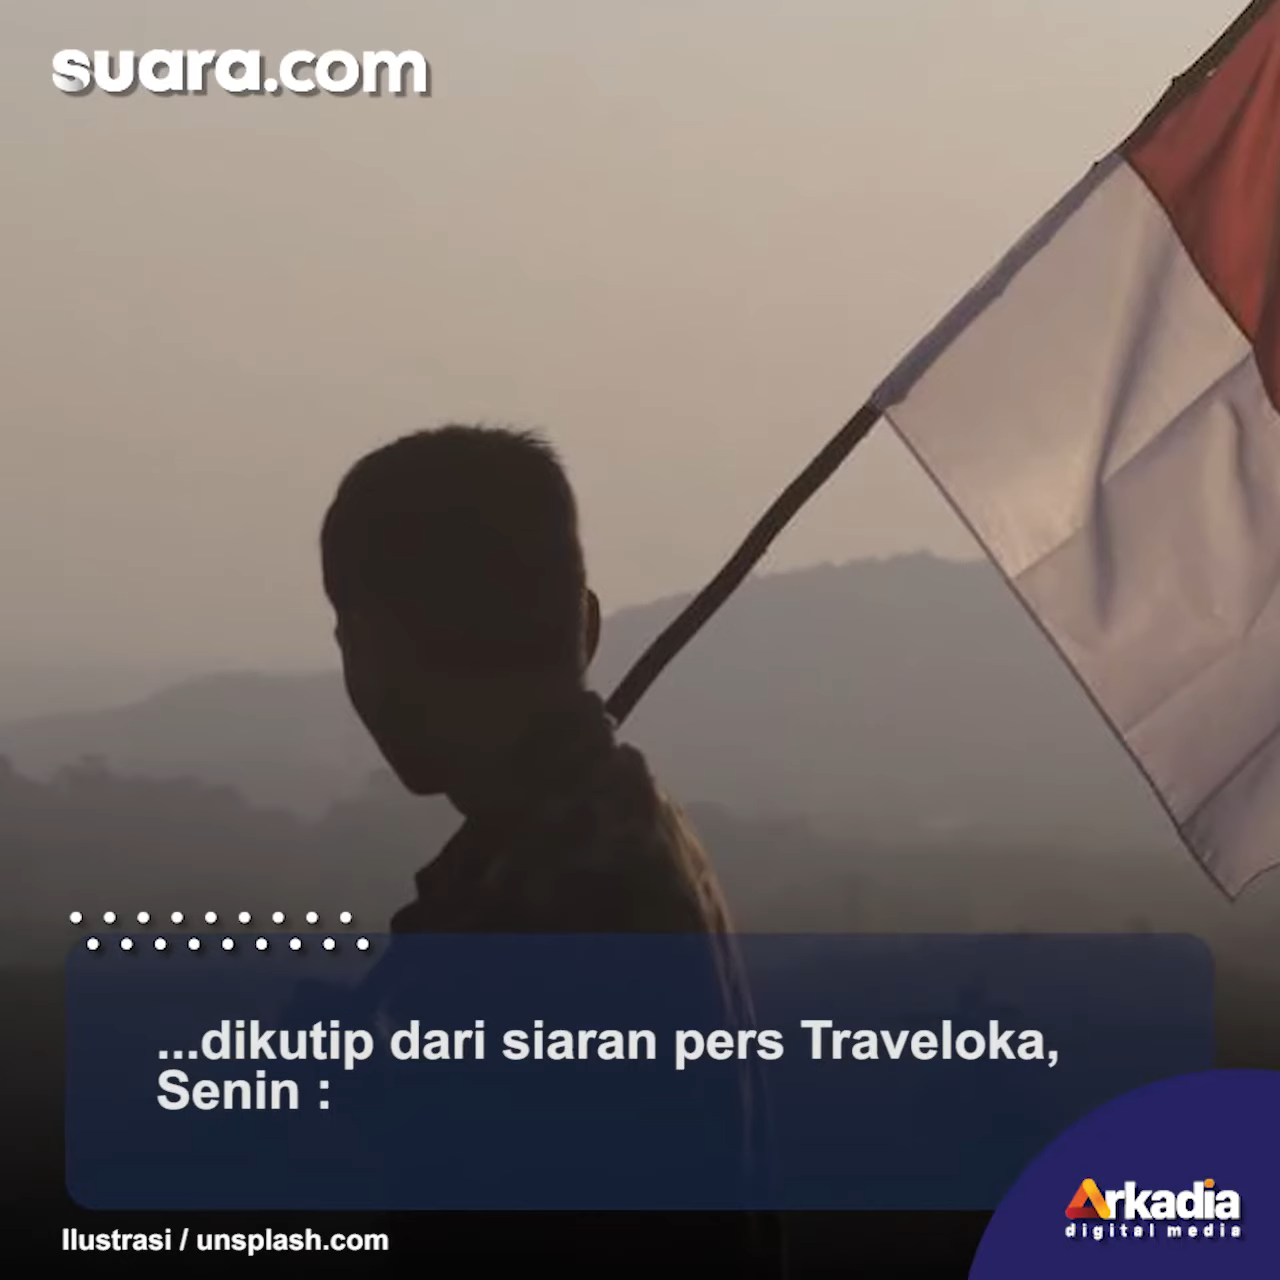 suara.com
...dikutip dari siaran pers Traveloka,
Senin :
Ilustrasi / unsplash.com
Arkadia
digital media